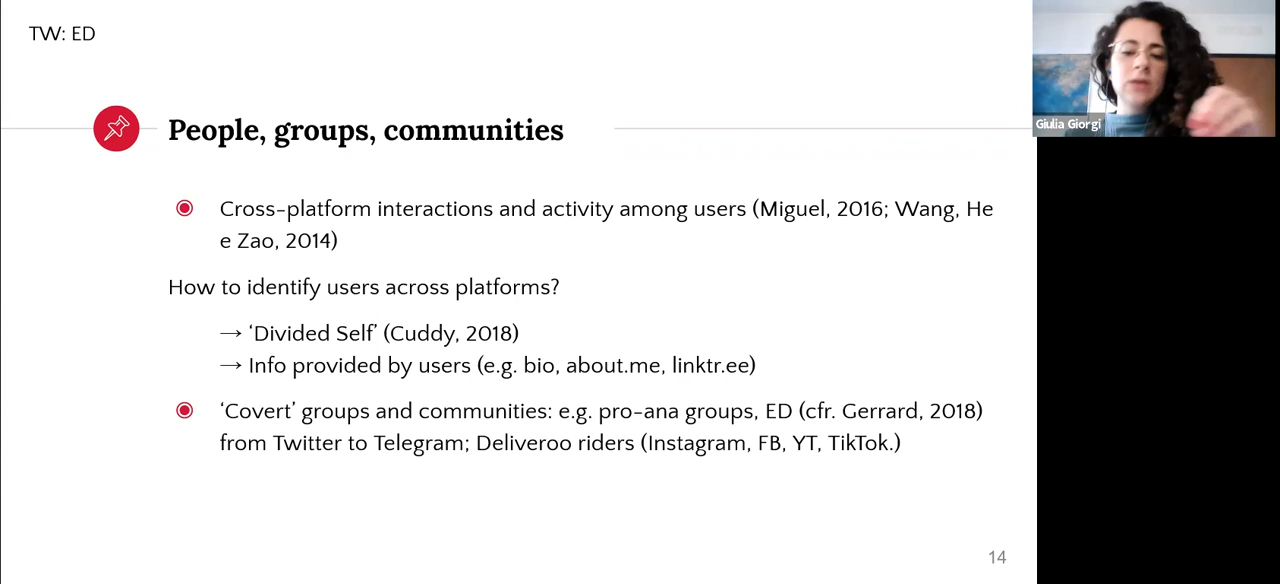 TW: ED
People, groups, communities
Cross-platform interactions and activity among users (Miguel, 2016; Wang, He
e Zao, 2014)
How to identify users across platforms?
→ ‘Divided Self’ (Cuddy, 2018)
→ Info provided by users (e.g. bio, about.me, linktr.ee)
‘Covert’ groups and communities: e.g. pro-ana groups, ED (cfr. Gerrard, 2018)
from Twitter to Telegram; Deliveroo riders (Instagram, FB, YT, TikTok.)
14
Giulia Giorgi